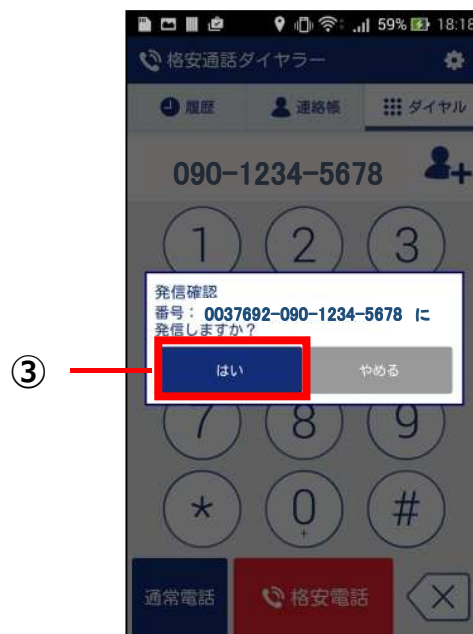 59% 18:18
格安通話ダイヤラー
履歴 連絡帳 ダイヤル
090-1234-5678
1 2 3
発信確認
番号： 0037692-090-1234-5678 に
発信しますか？
③ はい やめる
7 8 9
* 0 #
+
通常電話 格安電話